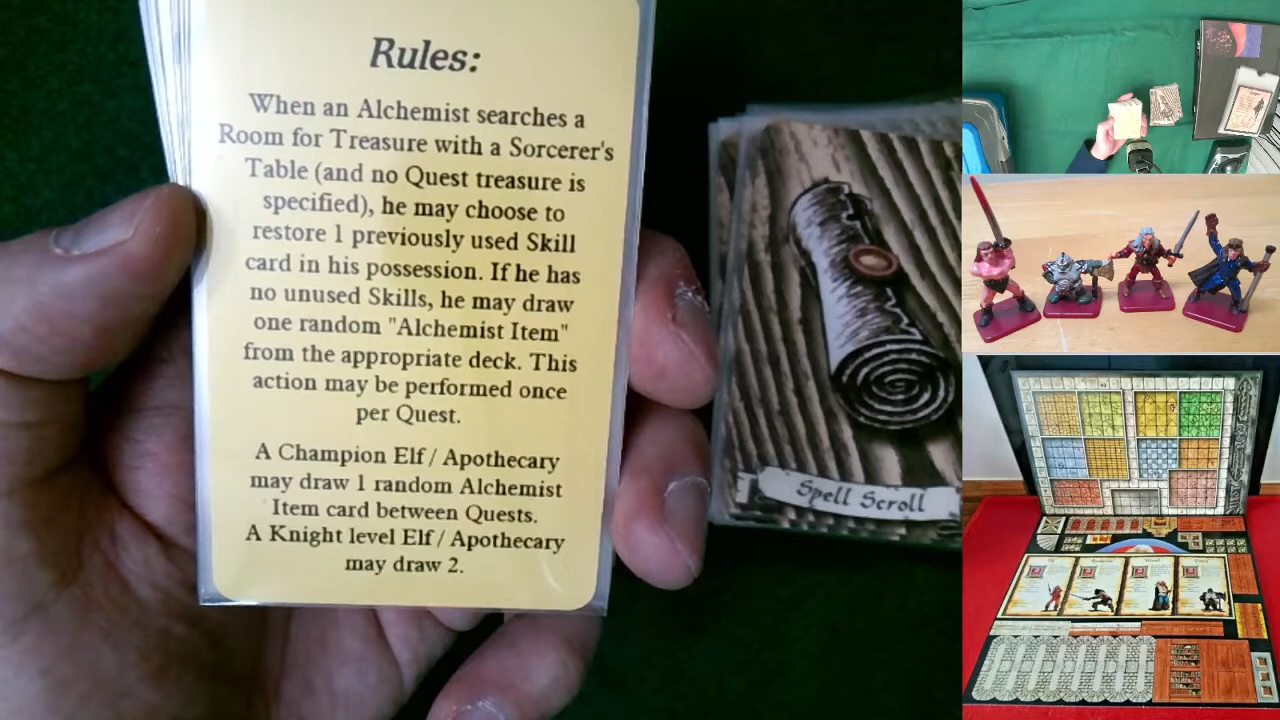 Rules:
When an Alchemist searches a
Room for Treasure with a Sorcerer's
Table (and no Quest treasure is
specified), he may choose to
restore 1 previously used Skill
card in his possession. If he has
no unused Skills, he may draw
one random "Alchemist Item"
from the appropriate deck. This
action may be performed once
per Quest.
A Champion Elf / Apothecary
may draw 1 random Alchemist
Item card between Quests.
A Knight level Elf / Apothecary
may draw 2.
Spell Scroll